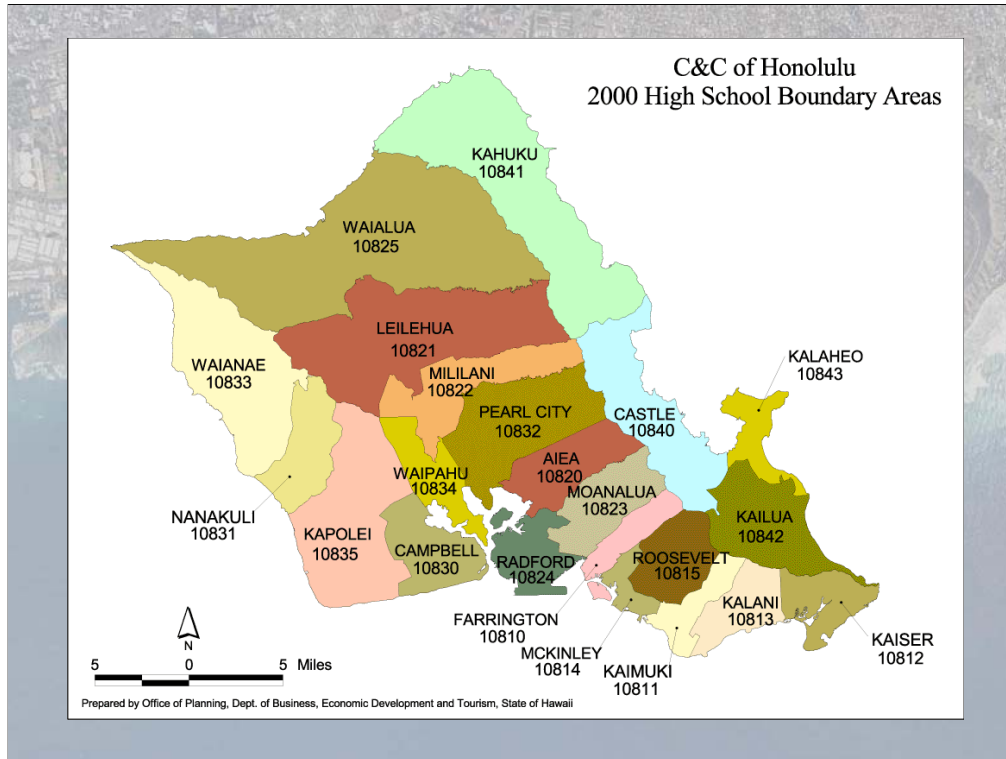 C&C of Honolulu
2000 High School Boundary Areas
KAHUKU
10841
WAIALUA
10825
LEILEHUA
10821
WAIANAE
10833
MILILANI
10822
KALAHEO
10843
PEARL CITY
10832
CASTLE
10840
AIEA
10820
WAIPAHU
10834
MOANALUA
10823
NANAKULI
10831
KAILUA
10842
KAPOLEI
10835
CAMPBELL
10830
RADFORD
10824
ROOSEVELT
10815
FARRINGTON
10810
KALANI
10813
KAISER
10812
MCKINLEY
10814
KAIMUKI
10811
N
5 0 5 Miles
Prepared by Office of Planning, Dept. of Business, Economic Development and Tourism, State of Hawaii